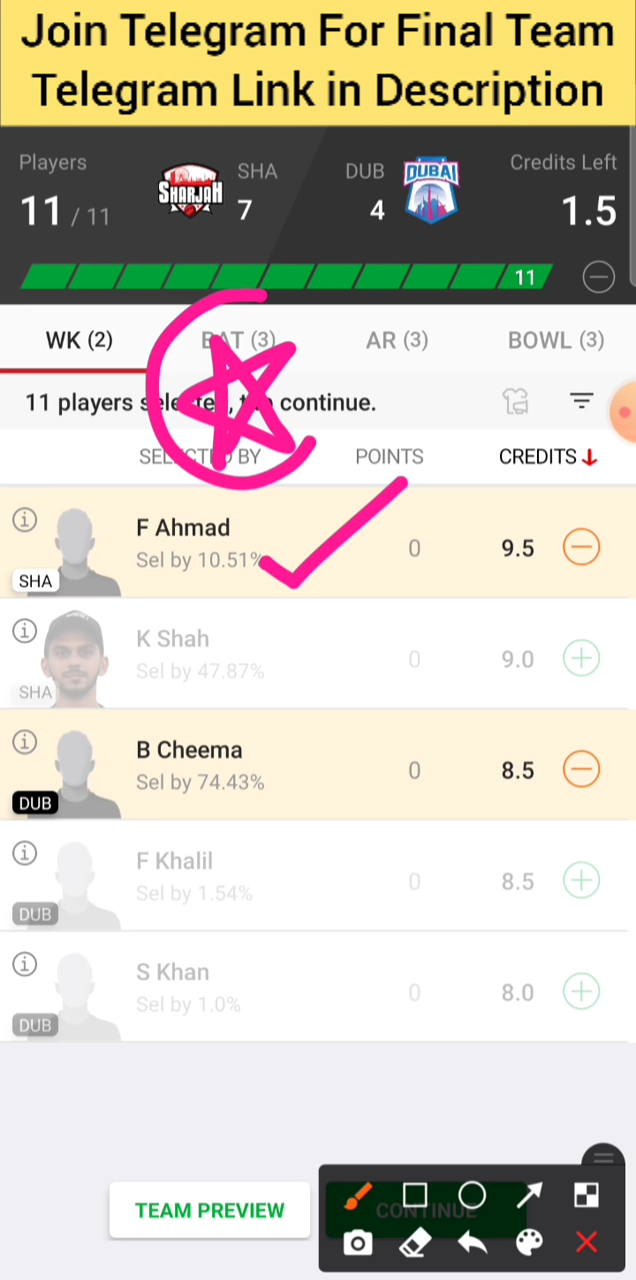 Join Telegram For Final Team
Telegram Link in Description
Players
SHA
DUB
Credits Left
SHARJAH
DUBAI
11 / 11
7
4
1.5
11
WK (2)
BAT (3)
AR (3)
BOWL (3)
11 players selected, tap continue.
SELECTED BY
POINTS
CREDITS
F Ahmad
Sel by 10.51%
0
9.5
SHA
K Shah
Sel by 47.87%
0
9.0
SHA
B Cheema
Sel by 74.43%
0
8.5
DUB
F Khalil
Sel by 1.54%
0
8.5
DUB
S Khan
Sel by 1.0%
0
8.0
DUB
TEAM PREVIEW
CONTINUE